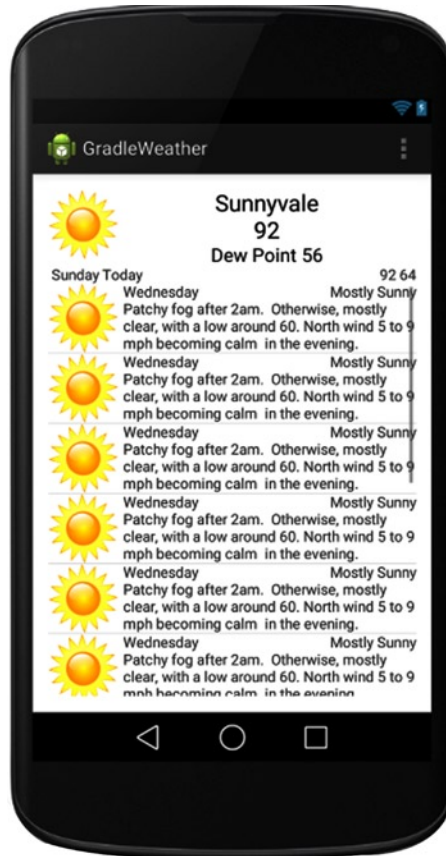 GradleWeather
Sunnyvale
92
Dew Point 56
Sunday Today 92 64
Wednesday Mostly Sunny
Patchy fog after 2am. Otherwise, mostly
clear, with a low around 60. North wind 5 to 9
mph becoming calm in the evening.
Wednesday Mostly Sunny
Patchy fog after 2am. Otherwise, mostly
clear, with a low around 60. North wind 5 to 9
mph becoming calm in the evening.
Wednesday Mostly Sunny
Patchy fog after 2am. Otherwise, mostly
clear, with a low around 60. North wind 5 to 9
mph becoming calm in the evening.
Wednesday Mostly Sunny
Patchy fog after 2am. Otherwise, mostly
clear, with a low around 60. North wind 5 to 9
mph becoming calm in the evening.
Wednesday Mostly Sunny
Patchy fog after 2am. Otherwise, mostly
clear, with a low around 60. North wind 5 to 9
mph becoming calm in the evening.
Wednesday Mostly Sunny
Patchy fog after 2am. Otherwise, mostly
clear, with a low around 60. North wind 5 to 9
mph becoming calm in the evening